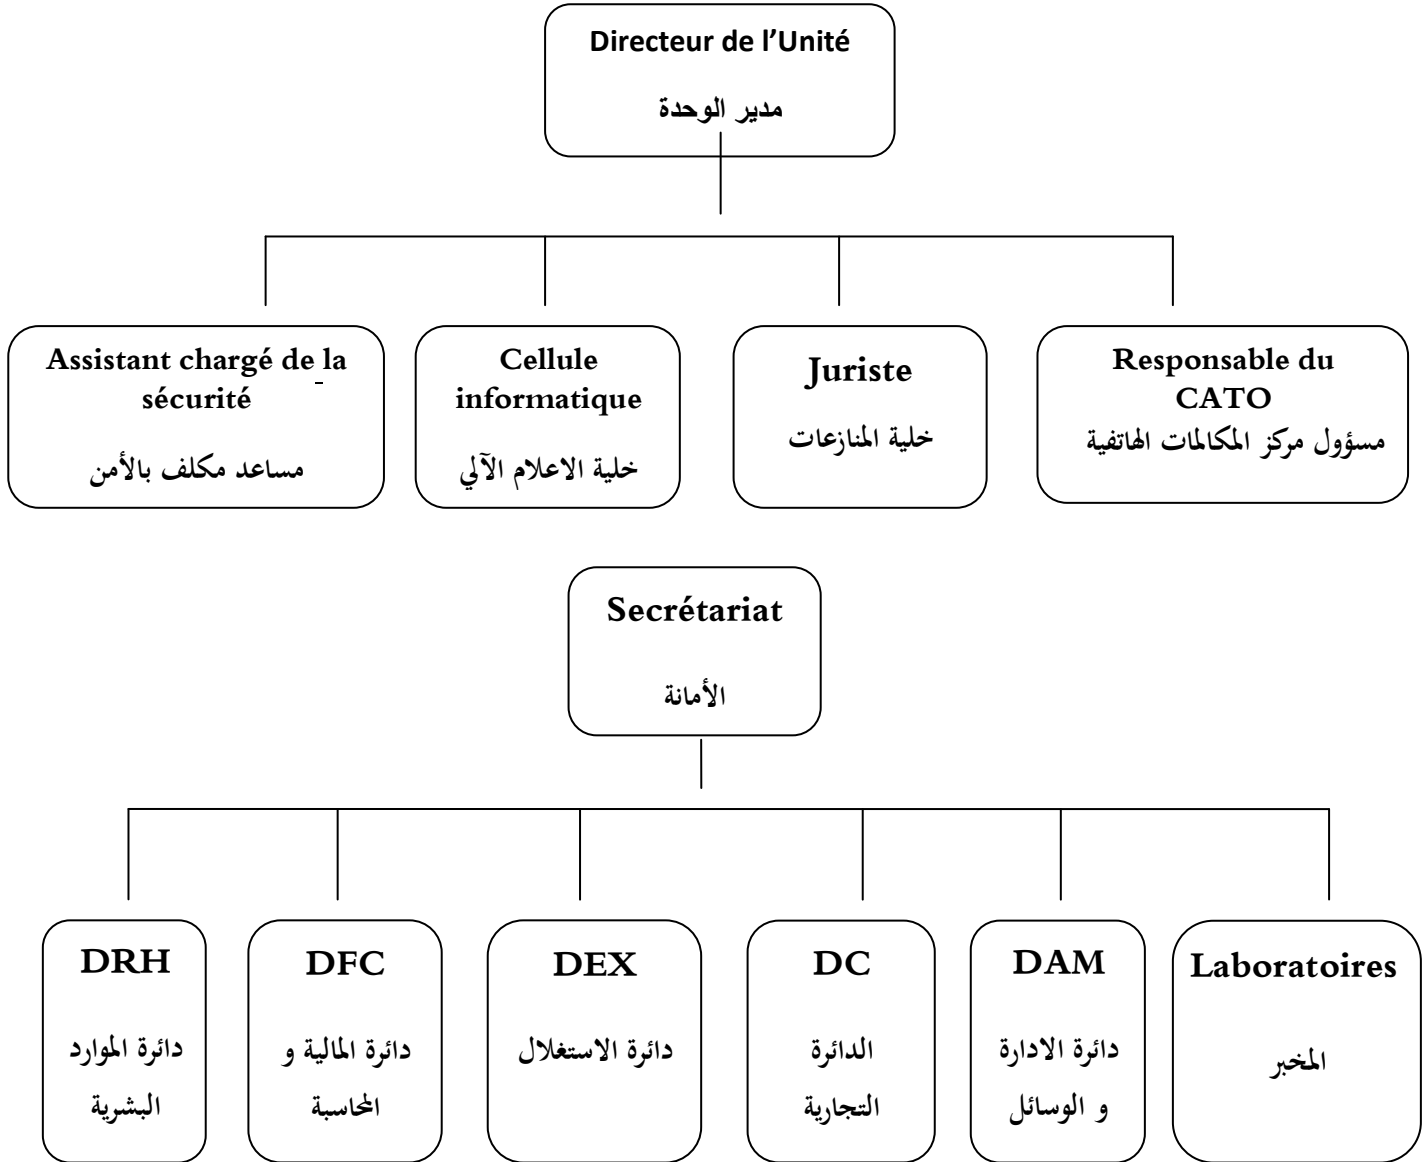 Directeur de l’Unité
مدير الوحدة
Assistant chargé de la
sécurité
مساعد مكلف بالأمن
Cellule
informatique
خلية الاعلام الآلي
Juriste
خلية المنازعات
Responsable du
CATO
مسؤول مركز المكالمات الهاتفية
Secrétariat
الأمانة
DRH
دائرة الموارد
البشرية
DFC
دائرة المالية و
المحاسبة
DEX
دائرة الاستغلال
DC
الدائرة
التجارية
DAM
دائرة الادارة
و الوسائل
Laboratoires
المخبر